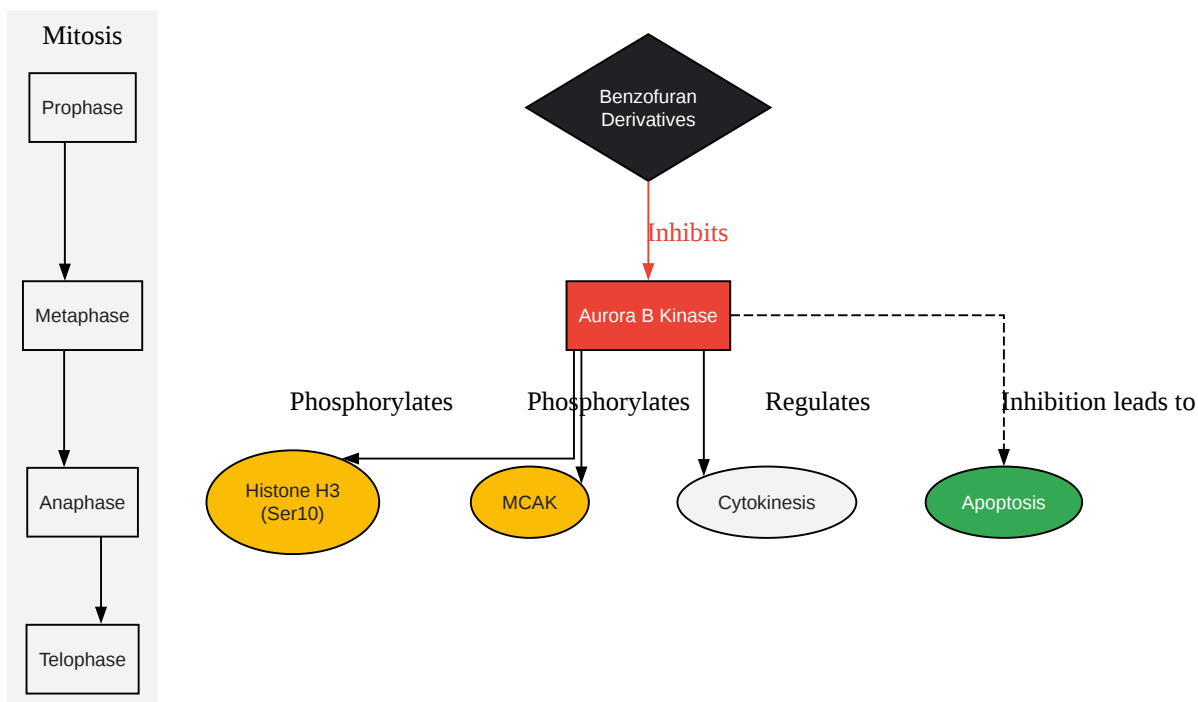 Mitosis
Prophase
Metaphase
Anaphase
Telophase
Benzofuran
Derivatives
Inhibits
Aurora B Kinase
Phosphorylates
Phosphorylates
Regulates
Inhibition leads to
Histone H3
(Ser10)
MCAK
Cytokinesis
Apoptosis